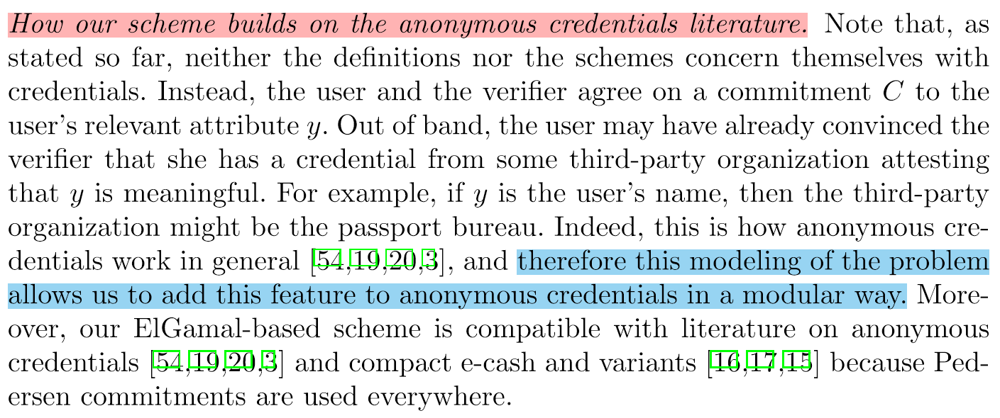 How our scheme builds on the anonymous credentials literature. Note that, as
stated so far, neither the definitions nor the schemes concern themselves with
credentials. Instead, the user and the verifier agree on a commitment C to the
user's relevant attribute y. Out of band, the user may have already convinced the
verifier that she has a credential from some third-party organization attesting
that y is meaningful. For example, if y is the user's name, then the third-party
organization might be the passport bureau. Indeed, this is how anonymous cre-
dentials work in general [54,19,20,3], and therefore this modeling of the problem
allows us to add this feature to anonymous credentials in a modular way. More-
over, our ElGamal-based scheme is compatible with literature on anonymous
credentials [54,19,20,3] and compact e-cash and variants [16,17,15] because Ped-
ersen commitments are used everywhere.